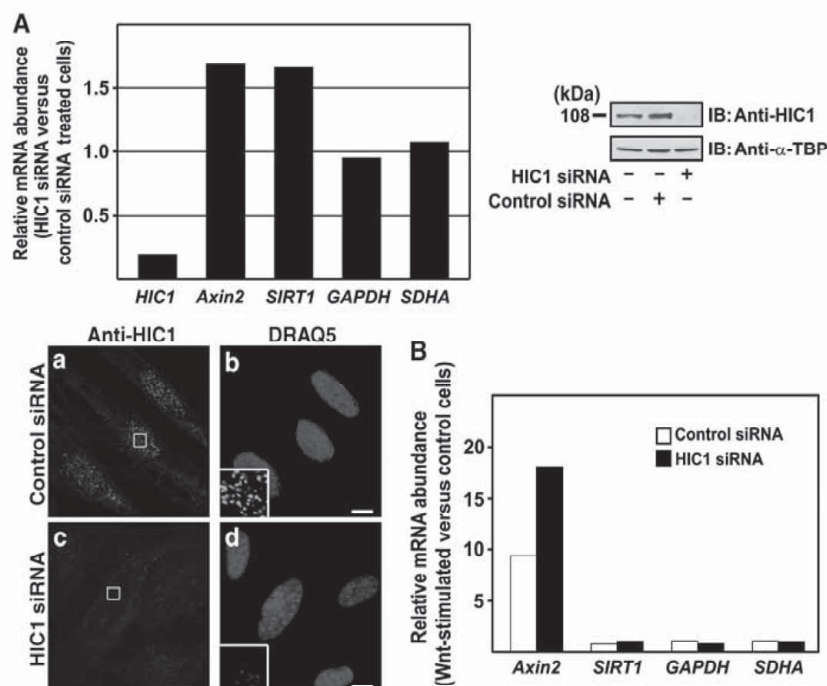 A
Relative mRNA abundance
(HIC1 siRNA versus
control siRNA treated cells)
1.5
1.0
0.5
HIC1 Axin2 SIRT1 GAPDH SDHA
(kDa)
108
IB: Anti-HIC1
IB: Anti-α-TBP
HIC1 siRNA – – +
Control siRNA – + –
Anti-HIC1 DRAQ5
Control siRNA
a b
HIC1 siRNA
c d
B
Relative mRNA abundance
(Wnt-stimulated versus control cells)
20
15
10
5
Control siRNA
HIC1 siRNA
Axin2 SIRT1 GAPDH SDHA